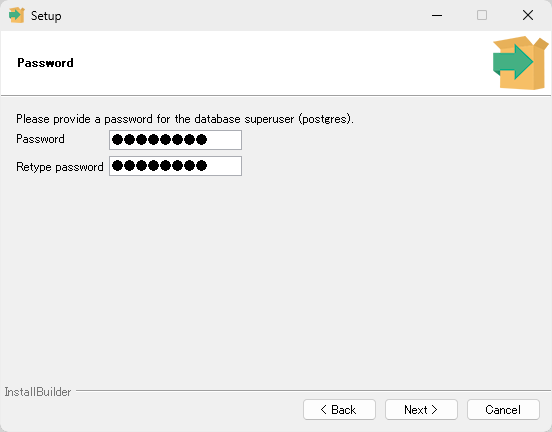 Setup
Password
Please provide a password for the database superuser (postgres).
Password ●●●●●●●●
Retype password ●●●●●●●●
InstallBuilder
< Back Next > Cancel